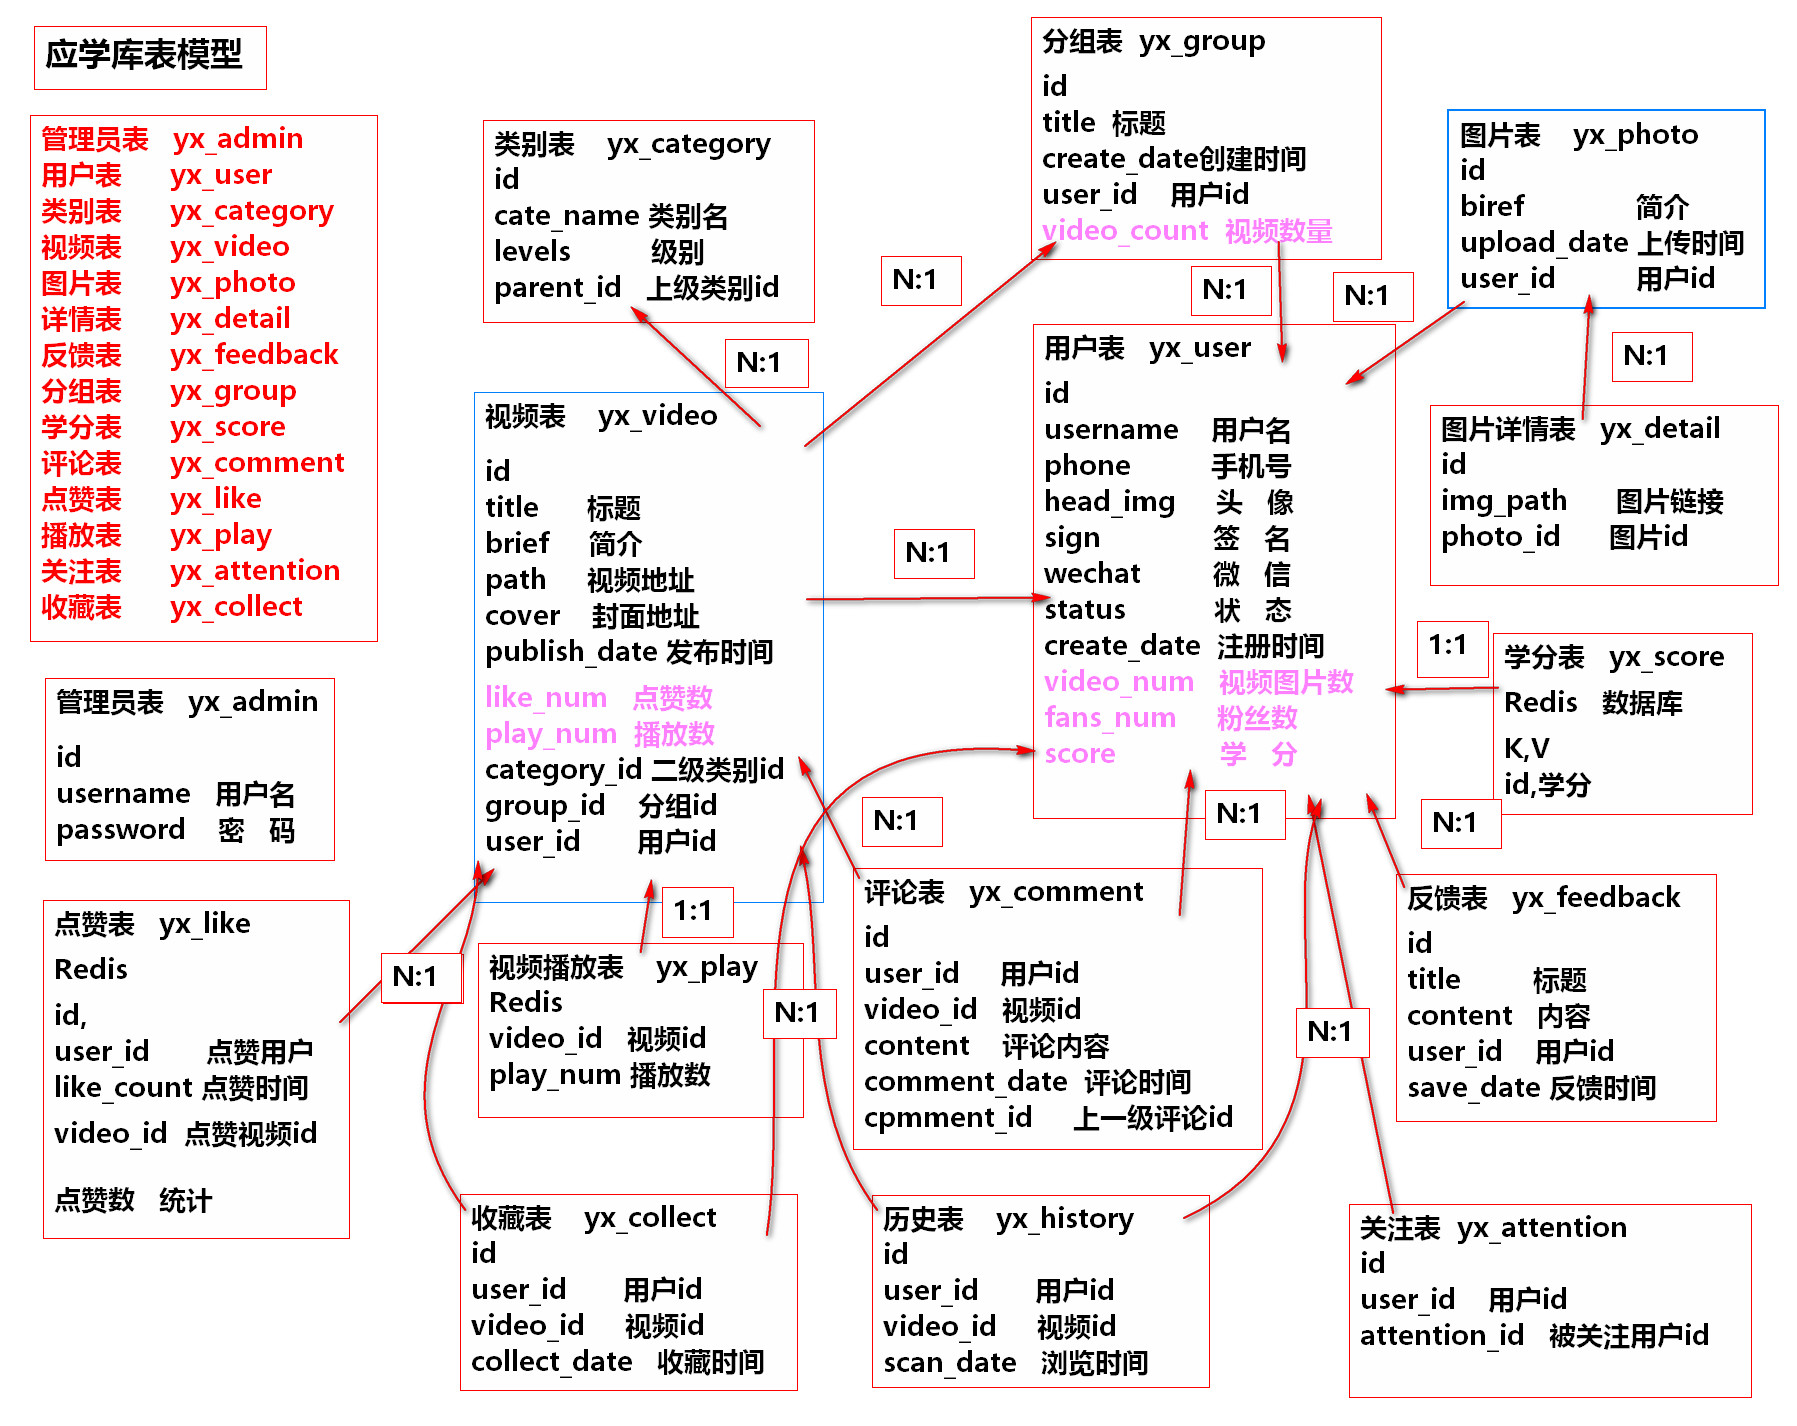 应学库表模型
管理员表 yx_admin
用户表 yx_user
类别表 yx_category
视频表 yx_video
图片表 yx_photo
详情表 yx_detail
反馈表 yx_feedback
分组表 yx_group
学分表 yx_score
评论表 yx_comment
点赞表 yx_like
播放表 yx_play
关注表 yx_attention
收藏表 yx_collect
管理员表 yx_admin
id
username 用户名
password 密 码
点赞表 yx_like
Redis
id,
user_id 点赞用户
like_count 点赞时间
video_id 点赞视频id
点赞数 统计
类别表 yx_category
id
cate_name 类别名
levels 级别
parent_id 上级类别id
N:1
视频表 yx_video
id
title 标题
brief 简介
path 视频地址
cover 封面地址
publish_date 发布时间
like_num 点赞数
play_num 播放数
category_id 二级类别id
group_id 分组id
user_id 用户id
1:1
N:1
视频播放表 yx_play
Redis
video_id 视频id
play_num 播放数
N:1
收藏表 yx_collect
id
user_id 用户id
video_id 视频id
collect_date 收藏时间
分组表 yx_group
id
title 标题
create_date创建时间
user_id 用户id
video_count 视频数量
N:1
N:1
N:1
N:1
用户表 yx_user
id
username 用户名
phone 手机号
head_img 头 像
sign 签 名
wechat 微 信
status 状 态
create_date 注册时间
video_num 视频图片数
fans_num 粉丝数
score 学 分
N:1
N:1
评论表 yx_comment
id
user_id 用户id
video_id 视频id
content 评论内容
comment_date 评论时间
cpmment_id 上一级评论id
历史表 yx_history
id
user_id 用户id
video_id 视频id
scan_date 浏览时间
图片表 yx_photo
id
biref 简介
upload_date 上传时间
user_id 用户id
N:1
图片详情表 yx_detail
id
img_path 图片链接
photo_id 图片id
1:1
学分表 yx_score
Redis 数据库
K,V
id,学分
N:1
反馈表 yx_feedback
id
title 标题
content 内容
user_id 用户id
save_date 反馈时间
N:1
关注表 yx_attention
id
user_id 用户id
attention_id 被关注用户id